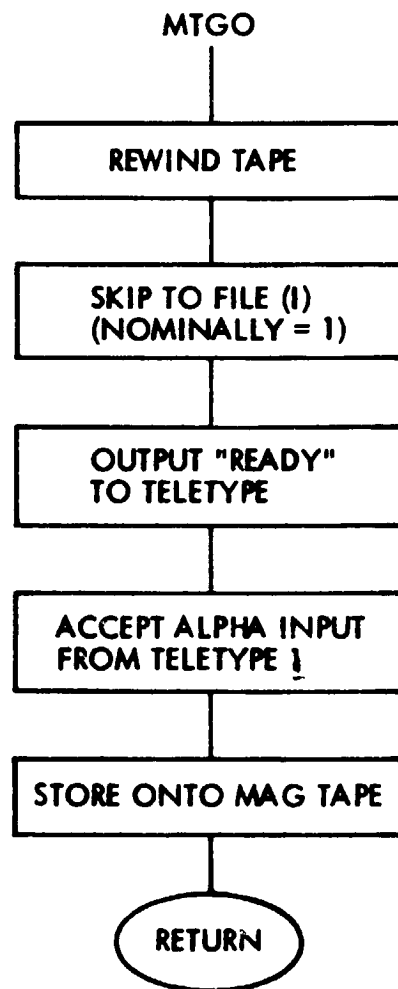 MTGO
REWIND TAPE
SKIP TO FILE (I)
(NOMINALLY = 1)
OUTPUT "READY"
TO TELETYPE
ACCEPT ALPHA INPUT
FROM TELETYPE 1
STORE ONTO MAG TAPE
RETURN